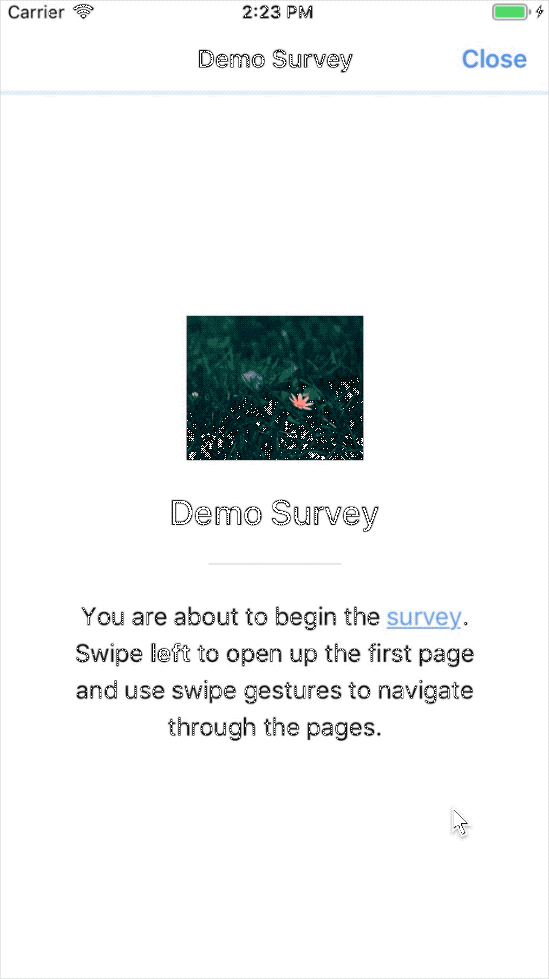 Carrier 2:23 PM
Demo Survey Close
Demo Survey
You are about to begin the survey.
Swipe left to open up the first page
and use swipe gestures to navigate
through the pages.